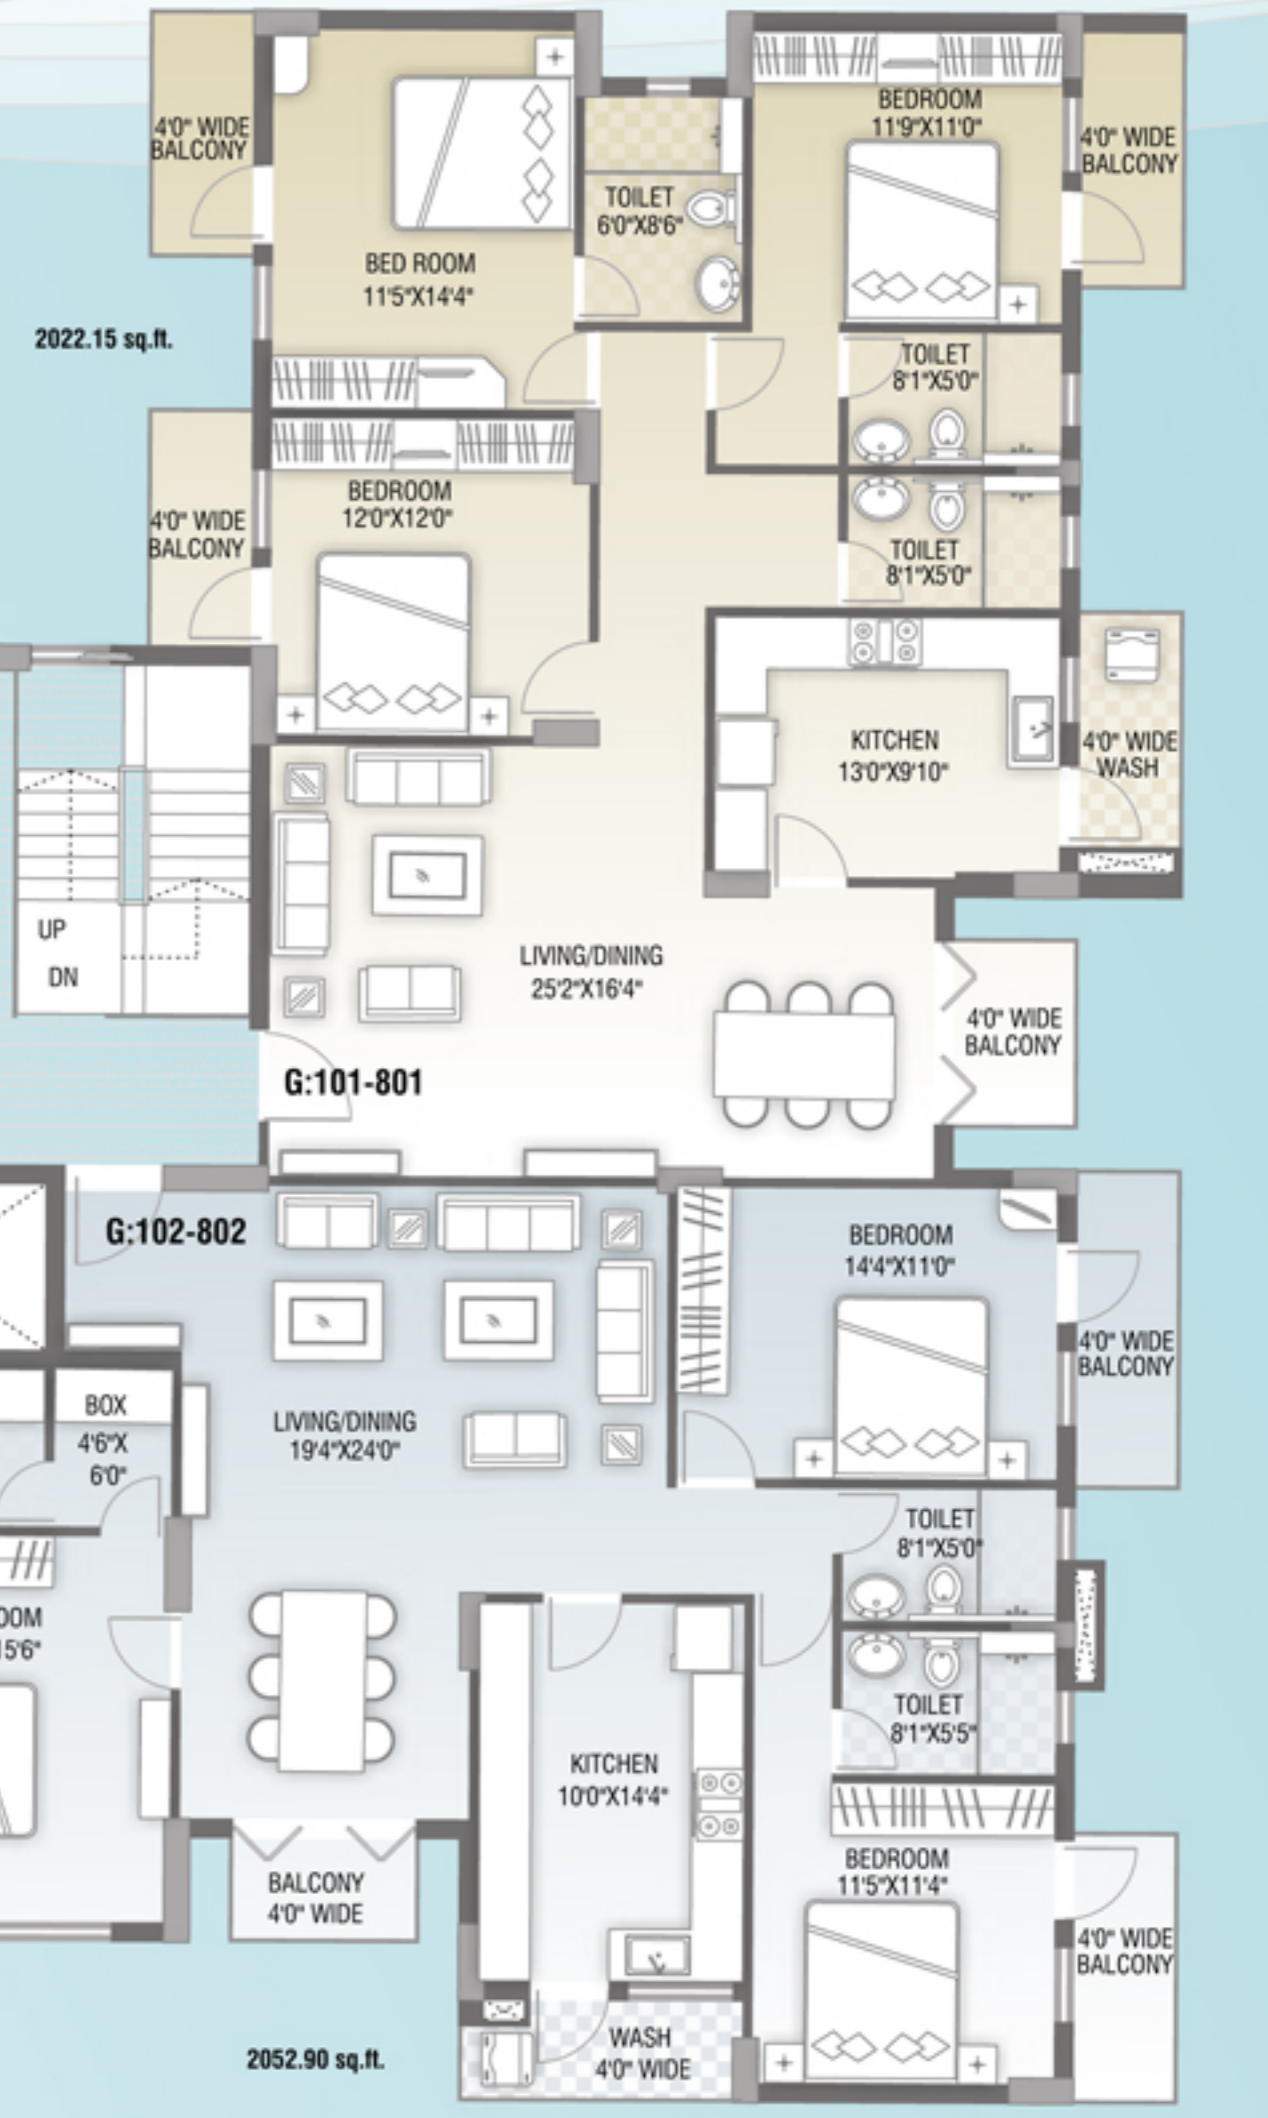 4'0" WIDE
BALCONY
BED ROOM
11'5"X14'4"
TOILET
6'0"X8'6"
BEDROOM
11'9"X11'0"
4'0" WIDE
BALCONY
2022.15 sq.ft.
TOILET
8'1"X5'0"
4'0" WIDE
BALCONY
BEDROOM
12'0"X12'0"
TOILET
8'1"X5'0"
KITCHEN
13'0"X9'10"
4'0" WIDE
WASH
UP
DN
LIVING/DINING
25'2"X16'4"
4'0" WIDE
BALCONY
G:101-801
G:102-802
BEDROOM
14'4"X11'0"
4'0" WIDE
BALCONY
BOX
4'6"X
6'0"
LIVING/DINING
19'4"X24'0"
TOILET
8'1"X5'0"
OOM
15'6"
TOILET
8'1"X5'5"
KITCHEN
10'0"X14'4"
BALCONY
4'0" WIDE
BEDROOM
11'5"X11'4"
4'0" WIDE
BALCONY
WASH
4'0" WIDE
2052.90 sq.ft.